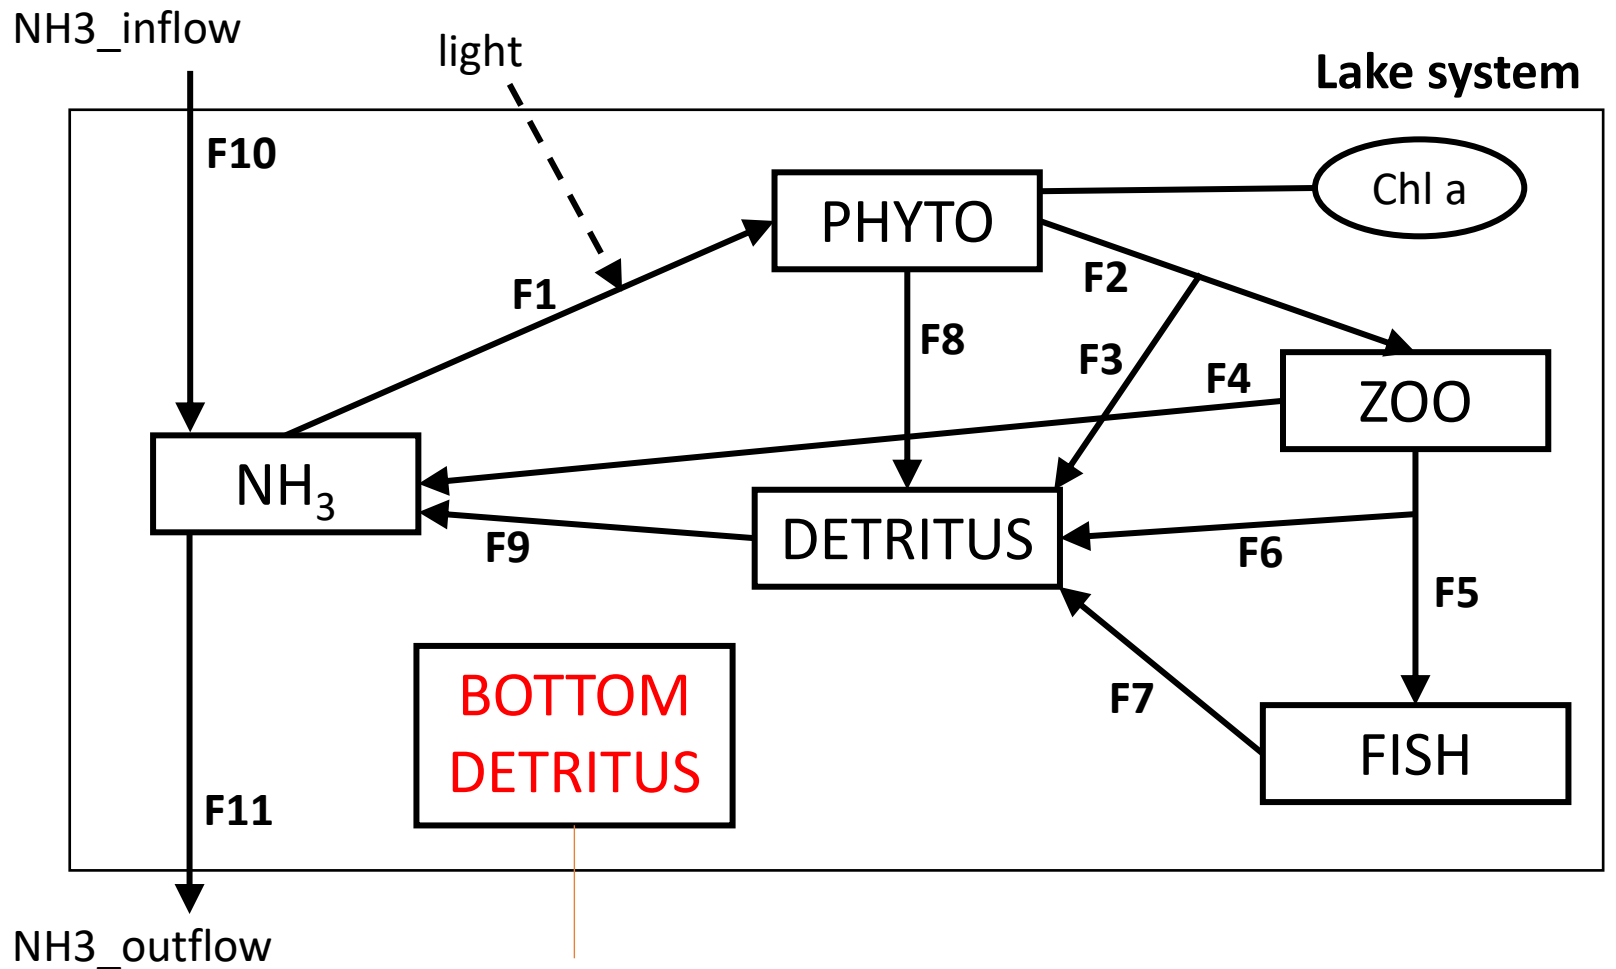 NH3_inflow
light
Lake system
F10
PHYTO
Chl a
F1
F2
F8
F3
F4
ZOO
NH₃
DETRITUS
F9
F6
F5
BOTTOM
DETRITUS
F7
FISH
F11
NH3_outflow